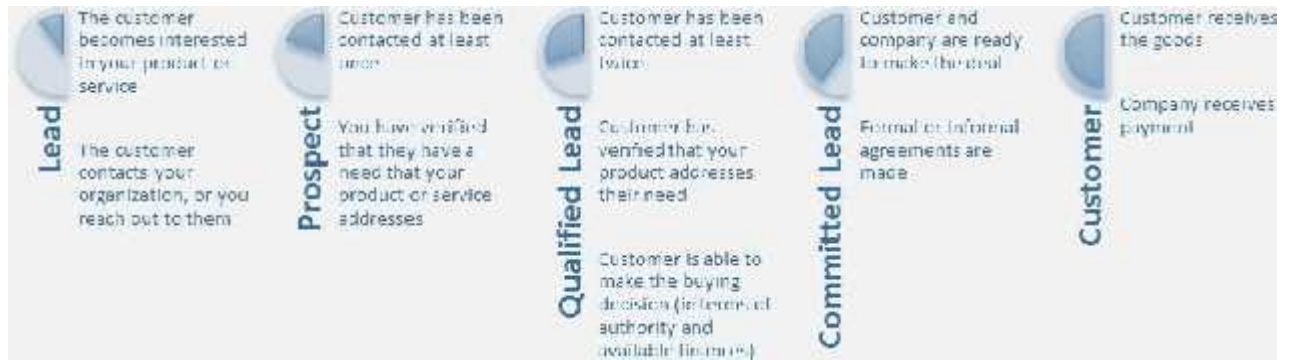 Lead
The customer
becomes interested
in your product or
service
The customer
contacts your
organization, or you
reach out to them
Prospect
Customer has been
contacted at least
once
You have verified
that they have a
need that your
product or service
addresses
Qualified Lead
Customer has been
contacted at least
twice
Customer has
verified that your
product addresses
their need
Customer is able to
make the buying
decision (in terms of
authority and
available finances)
Committed Lead
Customer and
company are ready
to make the deal
Formal or informal
agreements are
made
Customer
Customer receives
the goods
Company receives
payment